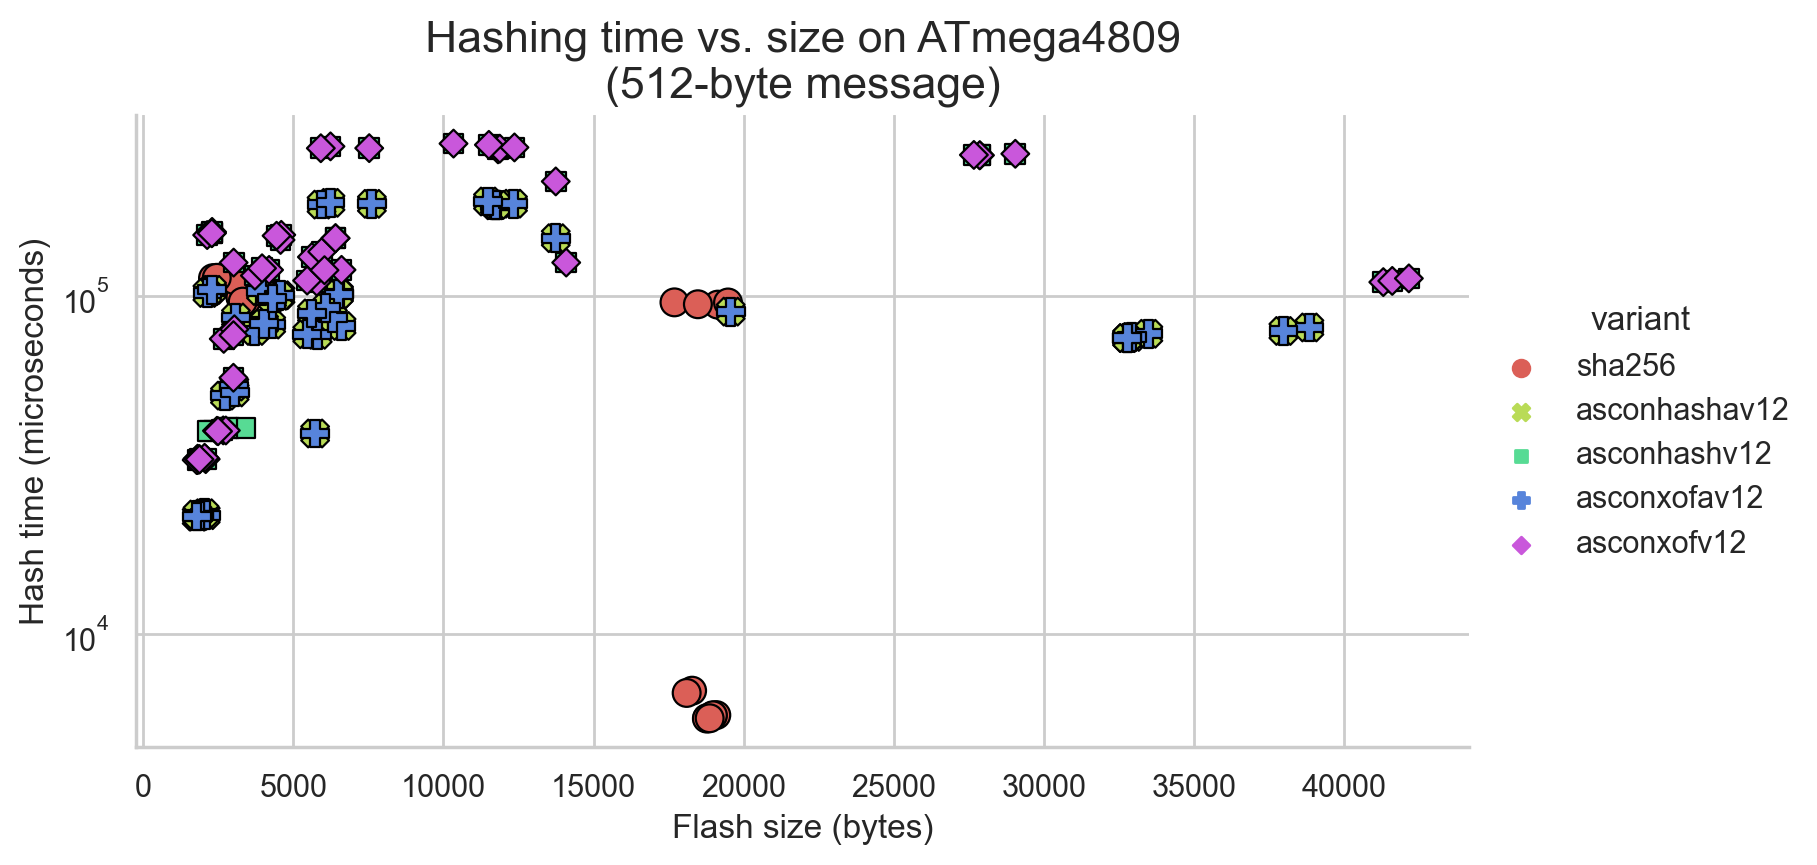 Hashing time vs. size on ATmega4809
(512-byte message)
Hash time (microseconds)
10^5
10^4
0 5000 10000 15000 20000 25000 30000 35000 40000
Flash size (bytes)
variant
sha256
asconhashav12
asconhashv12
asconxofav12
asconxofv12